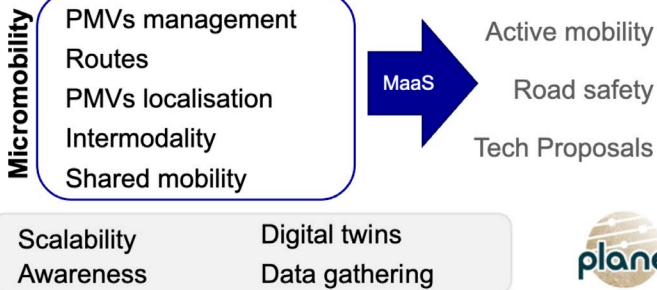 Micromobility
PMVs management
Routes
PMVs localisation
Intermodality
Shared mobility
MaaS
Active mobility
Road safety
Tech Proposals
Scalability
Awareness
Digital twins
Data gathering